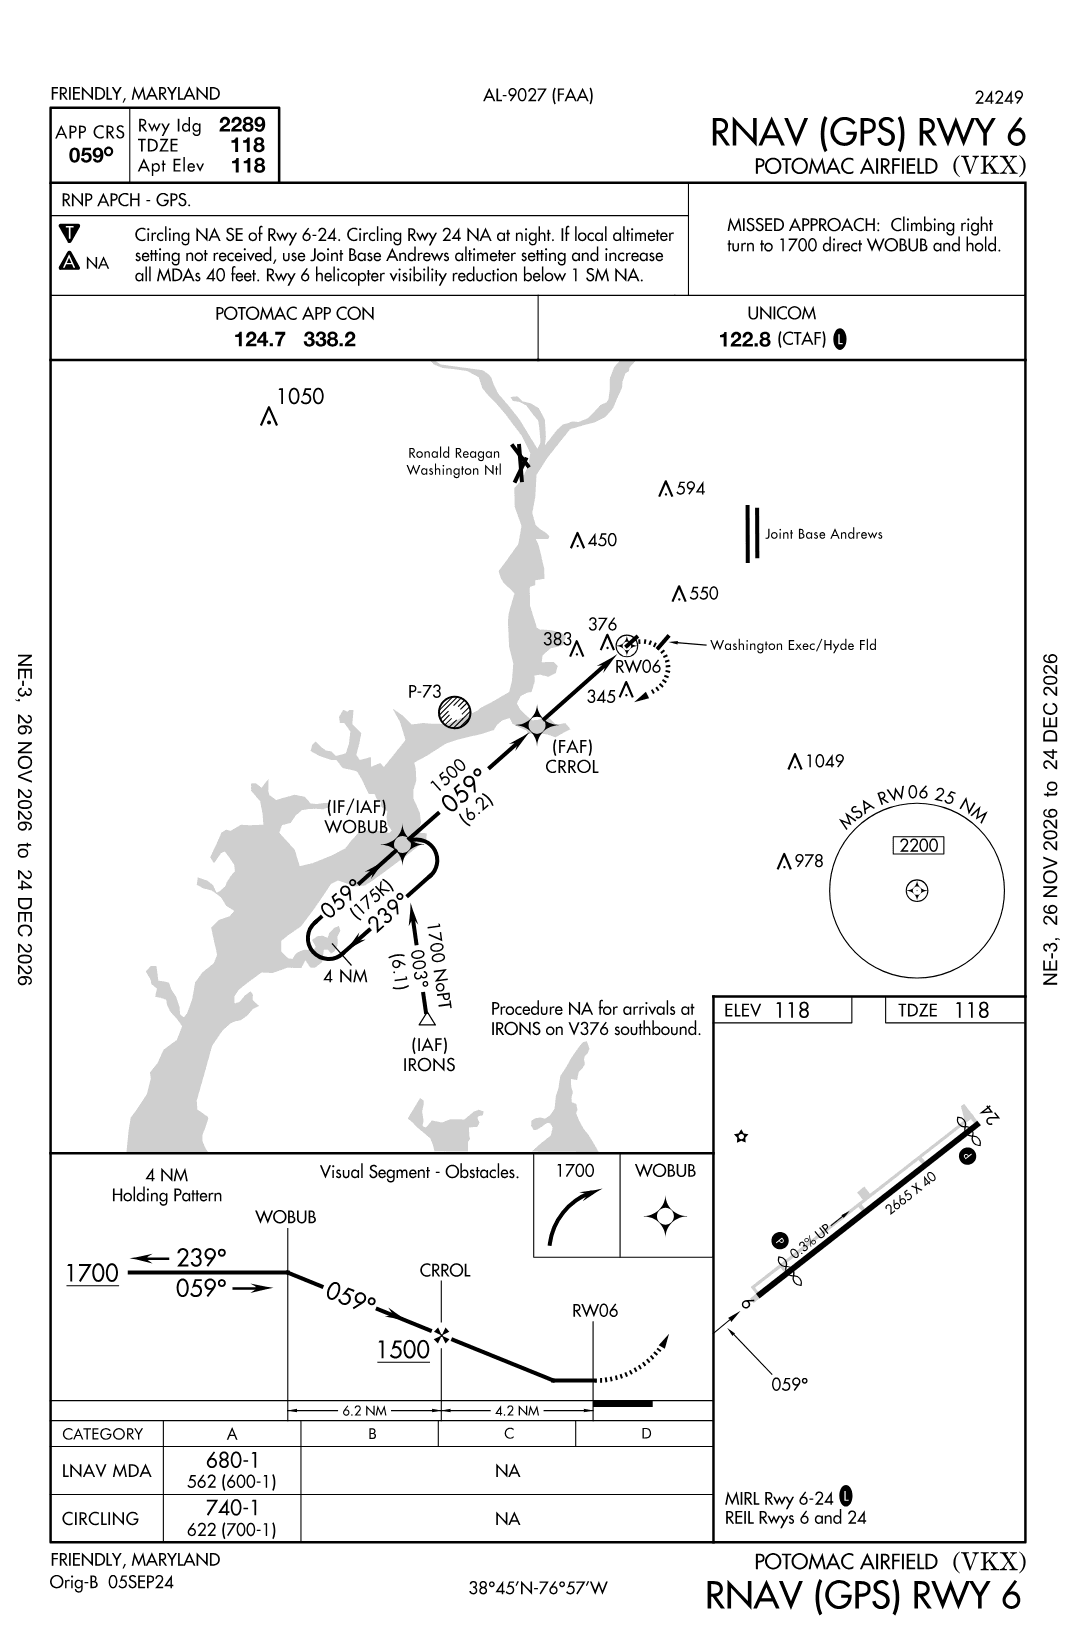 FRIENDLY, MARYLAND
AL-9027 (FAA)
24249
APP CRS
059°
Rwy ldg 2289
TDZE 118
Apt Elev 118
RNAV (GPS) RWY 6
POTOMAC AIRFIELD (VKX)
RNP APCH - GPS.
T
A NA
Circling NA SE of Rwy 6-24. Circling Rwy 24 NA at night. If local altimeter
setting not received, use Joint Base Andrews altimeter setting and increase
all MDAs 40 feet. Rwy 6 helicopter visibility reduction below 1 SM NA.
MISSED APPROACH: Climbing right
turn to 1700 direct WOBUB and hold.
POTOMAC APP CON
124.7 338.2
UNICOM
122.8 (CTAF) L
1050
Ronald Reagan
Washington Ntl
594
450
Joint Base Andrews
550
376
383
Washington Exec/Hyde Fld
RW06
345
P-73
(FAF)
CRROL
1500
059°
(6.2)
1049
(IF/IAF)
WOBUB
MSA RW06 25 NM
2200
978
059°
(175K)
239°
4 NM
1700 NoPT
003°
(6.1)
(IAF)
IRONS
Procedure NA for arrivals at
IRONS on V376 southbound.
NE-3, 26 NOV 2026 to 24 DEC 2026
NE-3, 26 NOV 2026 to 24 DEC 2026
ELEV 118
TDZE 118
24
P
2665 X 40
P
0.3% UP
6
059°
MIRL Rwy 6-24 L
REIL Rwys 6 and 24
4 NM
Holding Pattern
Visual Segment - Obstacles.
1700
WOBUB
WOBUB
239°
1700
059°
059°
CRROL
1500
RW06
6.2 NM
4.2 NM
CATEGORY A B C D
LNAV MDA 680-1 NA
562 (600-1)
CIRCLING 740-1 NA
622 (700-1)
FRIENDLY, MARYLAND
Orig-B 05SEP24
38°45'N-76°57'W
POTOMAC AIRFIELD (VKX)
RNAV (GPS) RWY 6